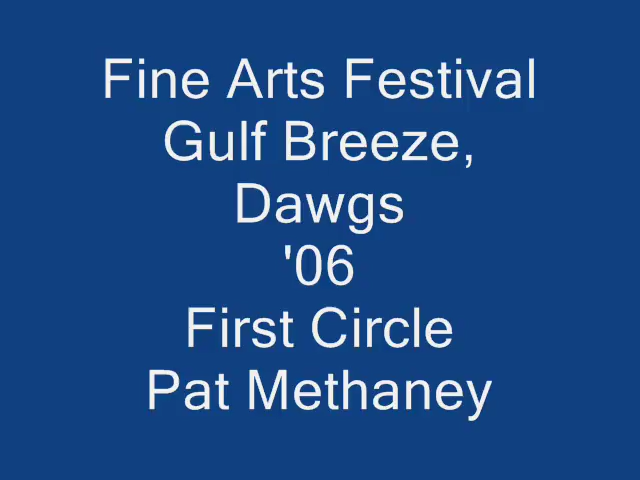 Fine Arts Festival
Gulf Breeze,
Dawgs
'06
First Circle
Pat Methaney